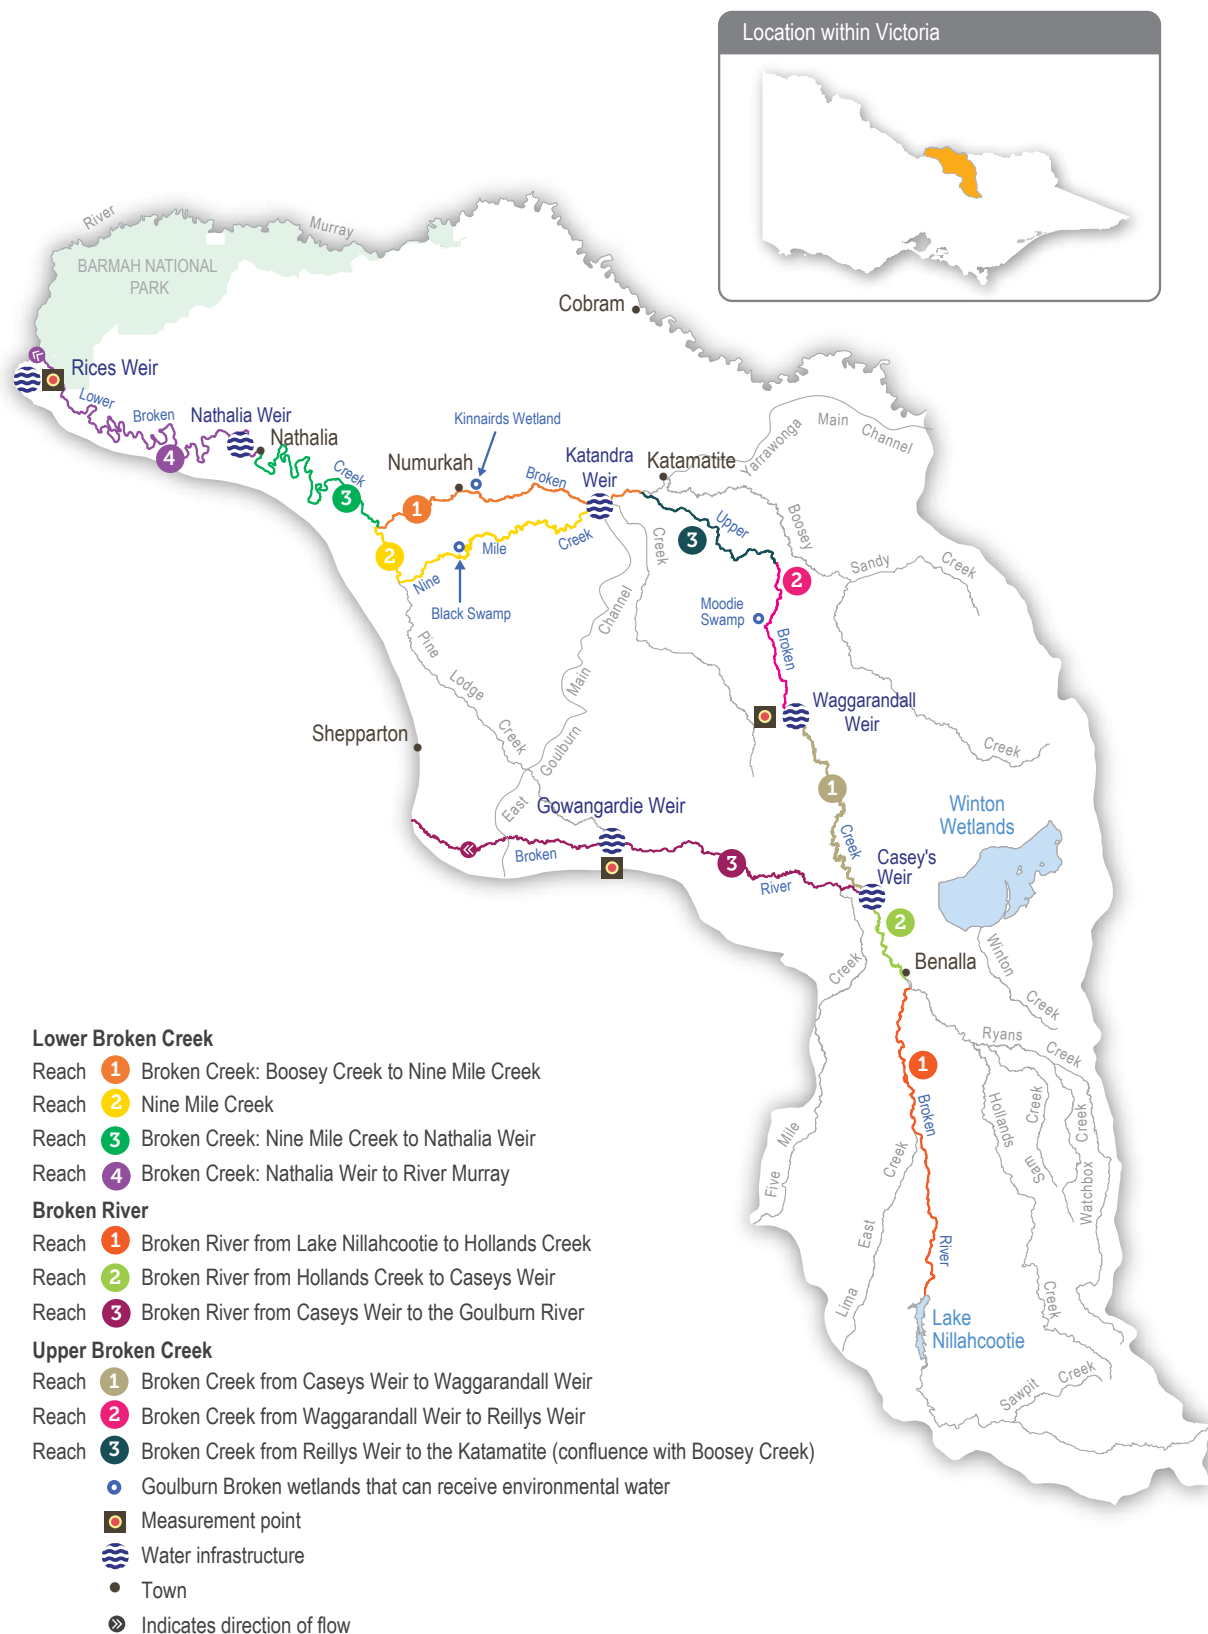 Location within Victoria
River
Murray
BARMAH NATIONAL
PARK
Cobram
Rices Weir
Lower
Broken
Nathalia Weir
Nathalia
4
Creek
3
Kinnairds Wetland
Numurkah
Broken
Katandra
Weir
Katamatite
Yarrawonga
Main
Channel
1
2
Nine
Mile
Creek
Black Swamp
Creek
Upper
3
Boosey
Sandy
Creek
2
Moodie
Swamp
Broken
Pine
Lodge
Creek
Channel
Main
Goulburn
East
Shepparton
Waggarandall
Weir
Creek
1
Creek
Winton
Wetlands
Gowangardie Weir
Broken
3
River
Casey's
Weir
2
Creek
Benalla
Winton
Creek
Ryans
Creek
1
Broken
Hollands
Creek
Sam
Creek
Watchbox
Mile
Five
Creek
East
Lima
River
Creek
Lake
Nillahcootie
Sawpit
Creek
Lower Broken Creek
Reach 1 Broken Creek: Boosey Creek to Nine Mile Creek
Reach 2 Nine Mile Creek
Reach 3 Broken Creek: Nine Mile Creek to Nathalia Weir
Reach 4 Broken Creek: Nathalia Weir to River Murray
Broken River
Reach 1 Broken River from Lake Nillahcootie to Hollands Creek
Reach 2 Broken River from Hollands Creek to Caseys Weir
Reach 3 Broken River from Caseys Weir to the Goulburn River
Upper Broken Creek
Reach 1 Broken Creek from Caseys Weir to Waggarandall Weir
Reach 2 Broken Creek from Waggarandall Weir to Reillys Weir
Reach 3 Broken Creek from Reillys Weir to the Katamatite (confluence with Boosey Creek)
Goulburn Broken wetlands that can receive environmental water
Measurement point
Water infrastructure
Town
Indicates direction of flow